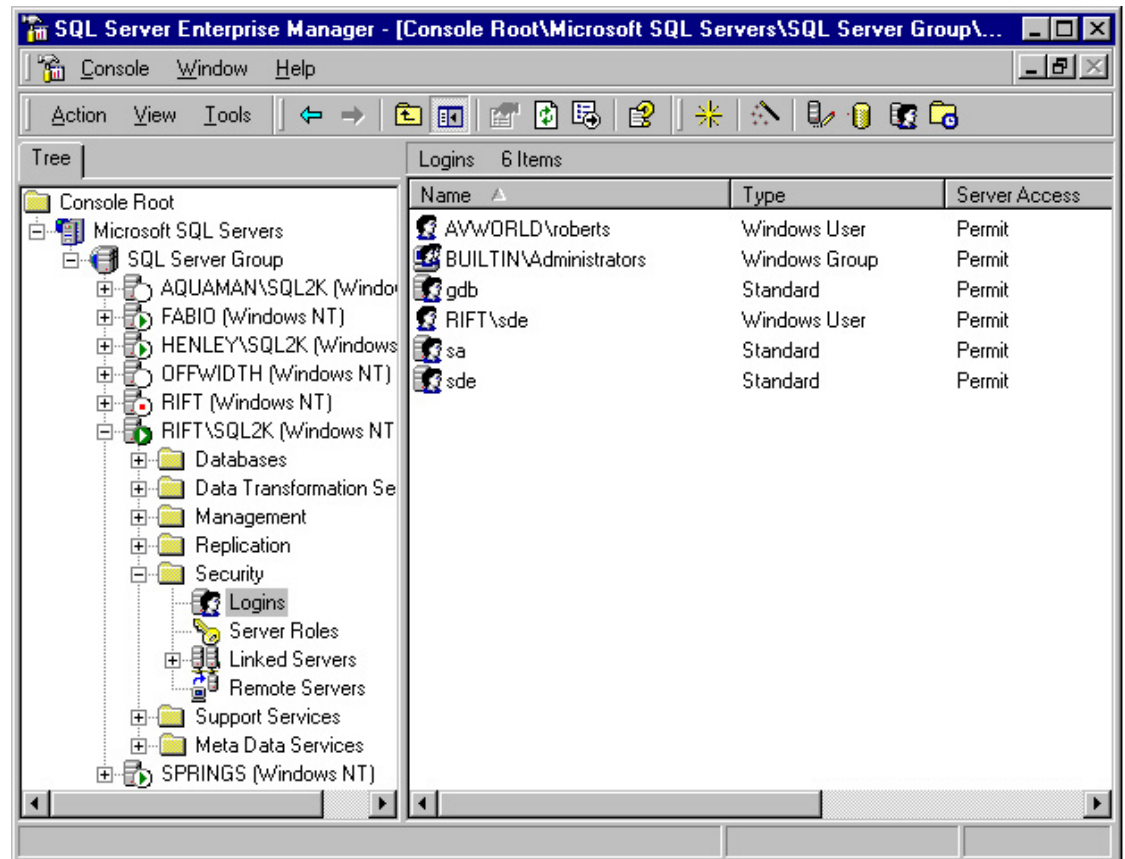 SQL Server Enterprise Manager - [Console Root\Microsoft SQL Servers\SQL Server Group\...
Console Window Help
Action View Tools
Tree
Logins 6 Items
Console Root
Microsoft SQL Servers
SQL Server Group
AQUAMAN\SQL2K (Windo
FABIO (Windows NT)
HENLEY\SQL2K (Windows
OFFWIDTH (Windows NT)
RIFT (Windows NT)
RIFT\SQL2K (Windows NT
Databases
Data Transformation Se
Management
Replication
Security
Logins
Server Roles
Linked Servers
Remote Servers
Support Services
Meta Data Services
SPRINGS (Windows NT)
Name Type Server Access
AVWORLD\roberts Windows User Permit
BUILTIN\Administrators Windows Group Permit
gdb Standard Permit
RIFT\sde Windows User Permit
sa Standard Permit
sde Standard Permit